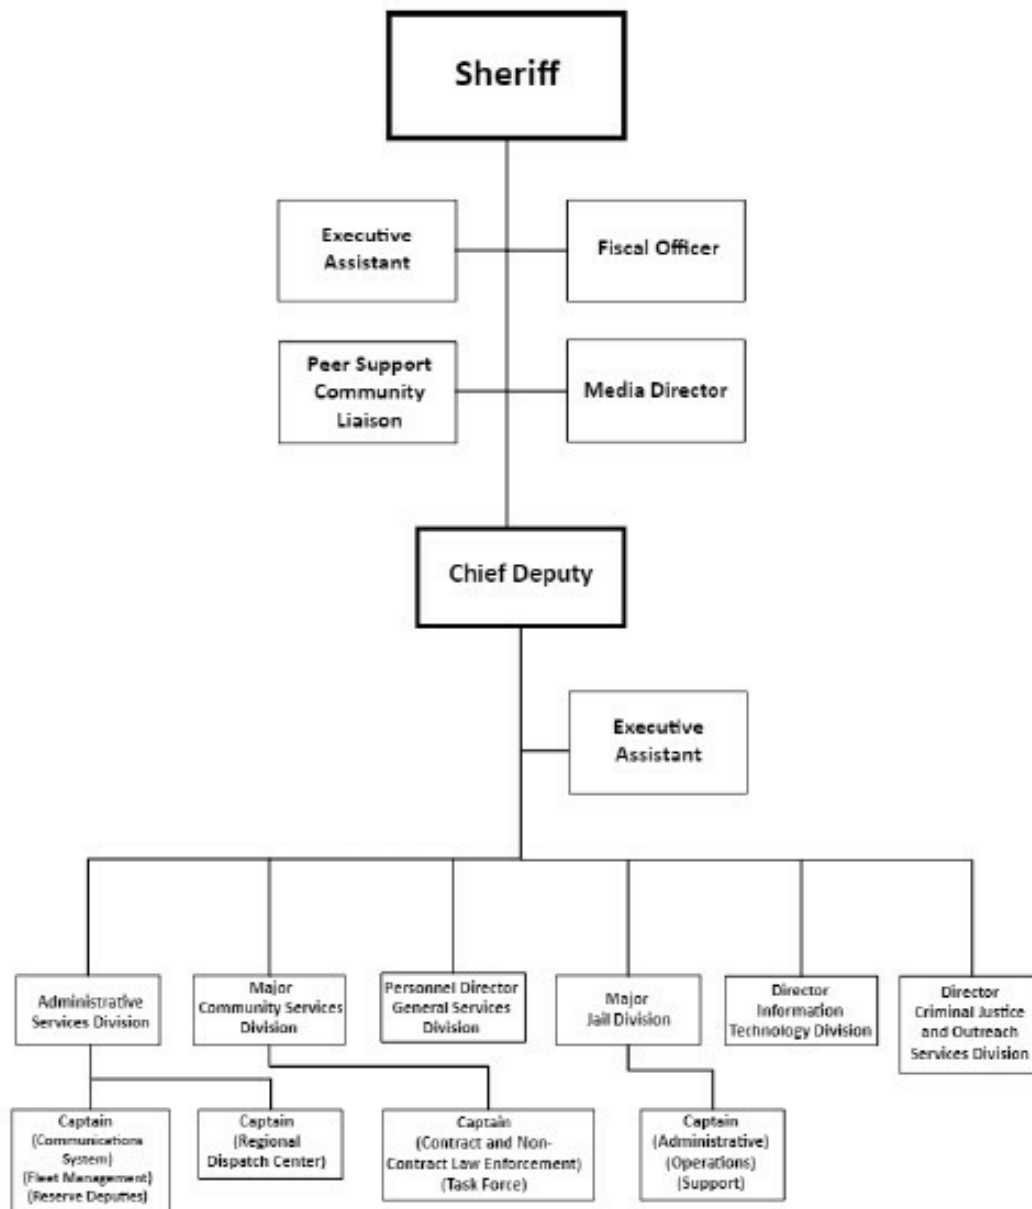 Sheriff
Executive
Assistant
Fiscal Officer
Peer Support
Community
Liaison
Media Director
Chief Deputy
Executive
Assistant
Administrative
Services Division
Major
Community Services
Division
Personnel Director
General Services
Division
Major
Jail Division
Director
Information
Technology Division
Director
Criminal Justice
and Outreach
Services Division
Captain
(Communications
System)
(Fleet Management)
(Reserve Deputies)
Captain
(Regional
Dispatch Center)
Captain
(Contract and Non-
Contract Law Enforcement)
(Task Force)
Captain
(Administrative)
(Operations)
(Support)